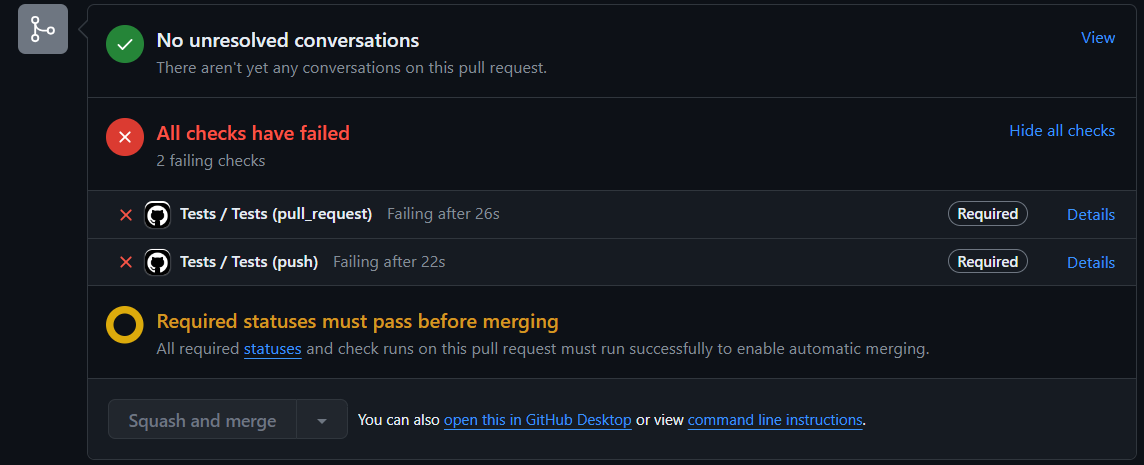 No unresolved conversations
View
There aren't yet any conversations on this pull request.
All checks have failed
Hide all checks
2 failing checks
Tests / Tests (pull_request) Failing after 26s Required Details
Tests / Tests (push) Failing after 22s Required Details
Required statuses must pass before merging
All required statuses and check runs on this pull request must run successfully to enable automatic merging.
Squash and merge You can also open this in GitHub Desktop or view command line instructions.